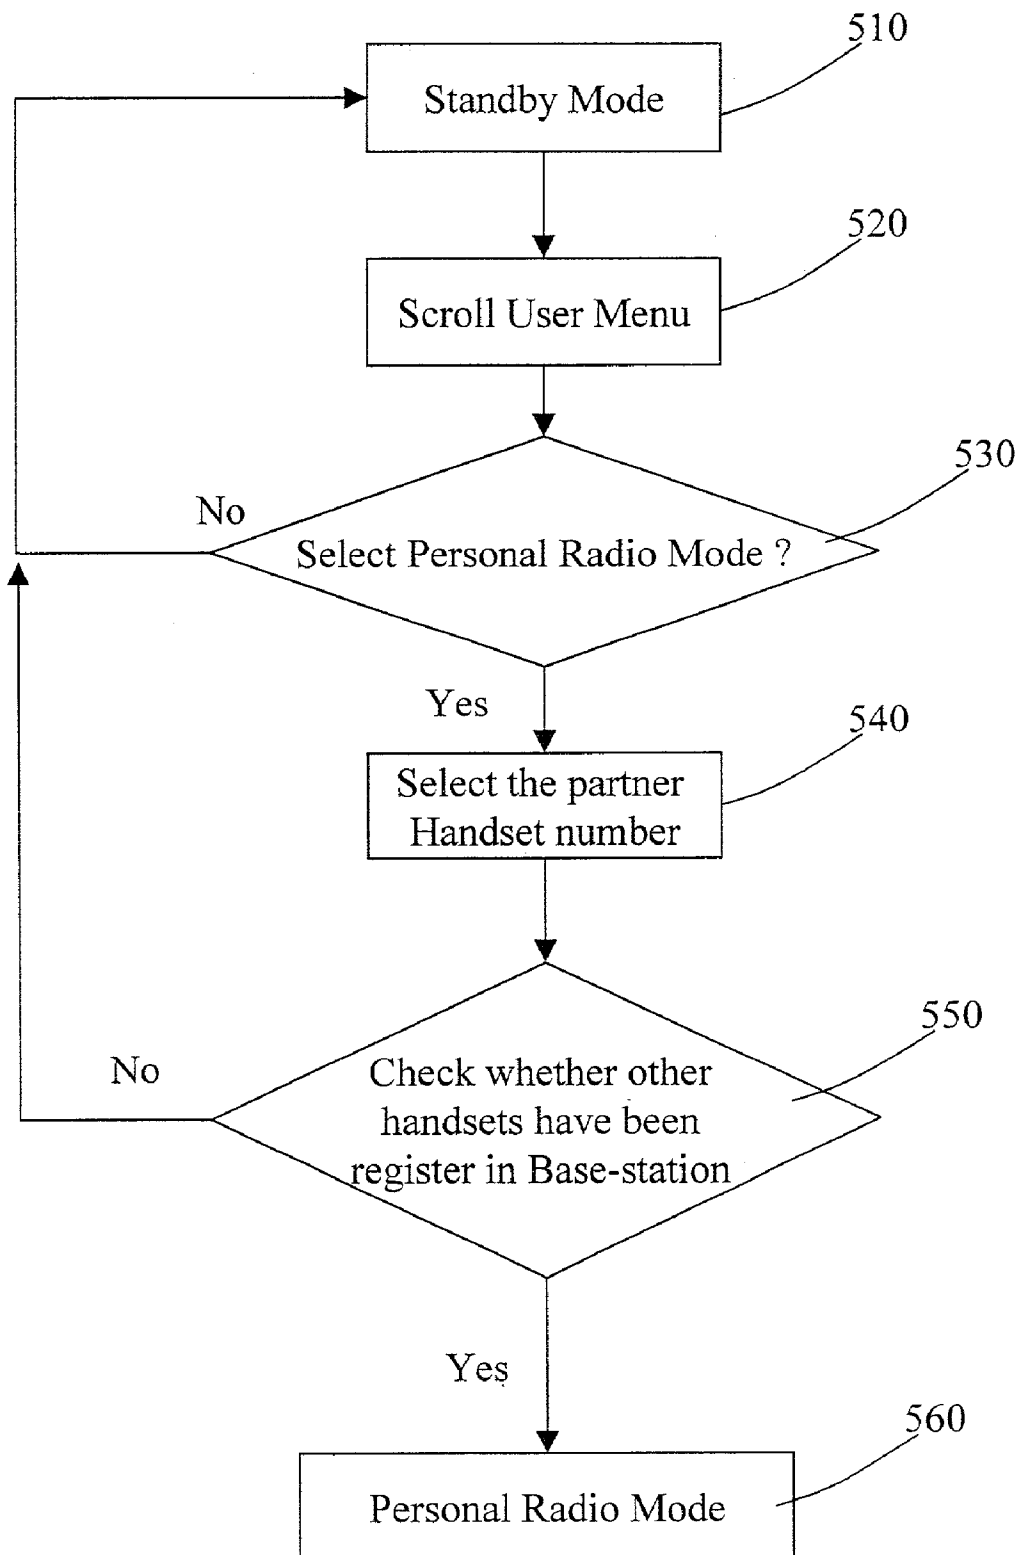 510
Standby Mode
520
Scroll User Menu
530
No
Select Personal Radio Mode ?
Yes
540
Select the partner
Handset number
550
No
Check whether other
handsets have been
register in Base-station
Yes
560
Personal Radio Mode